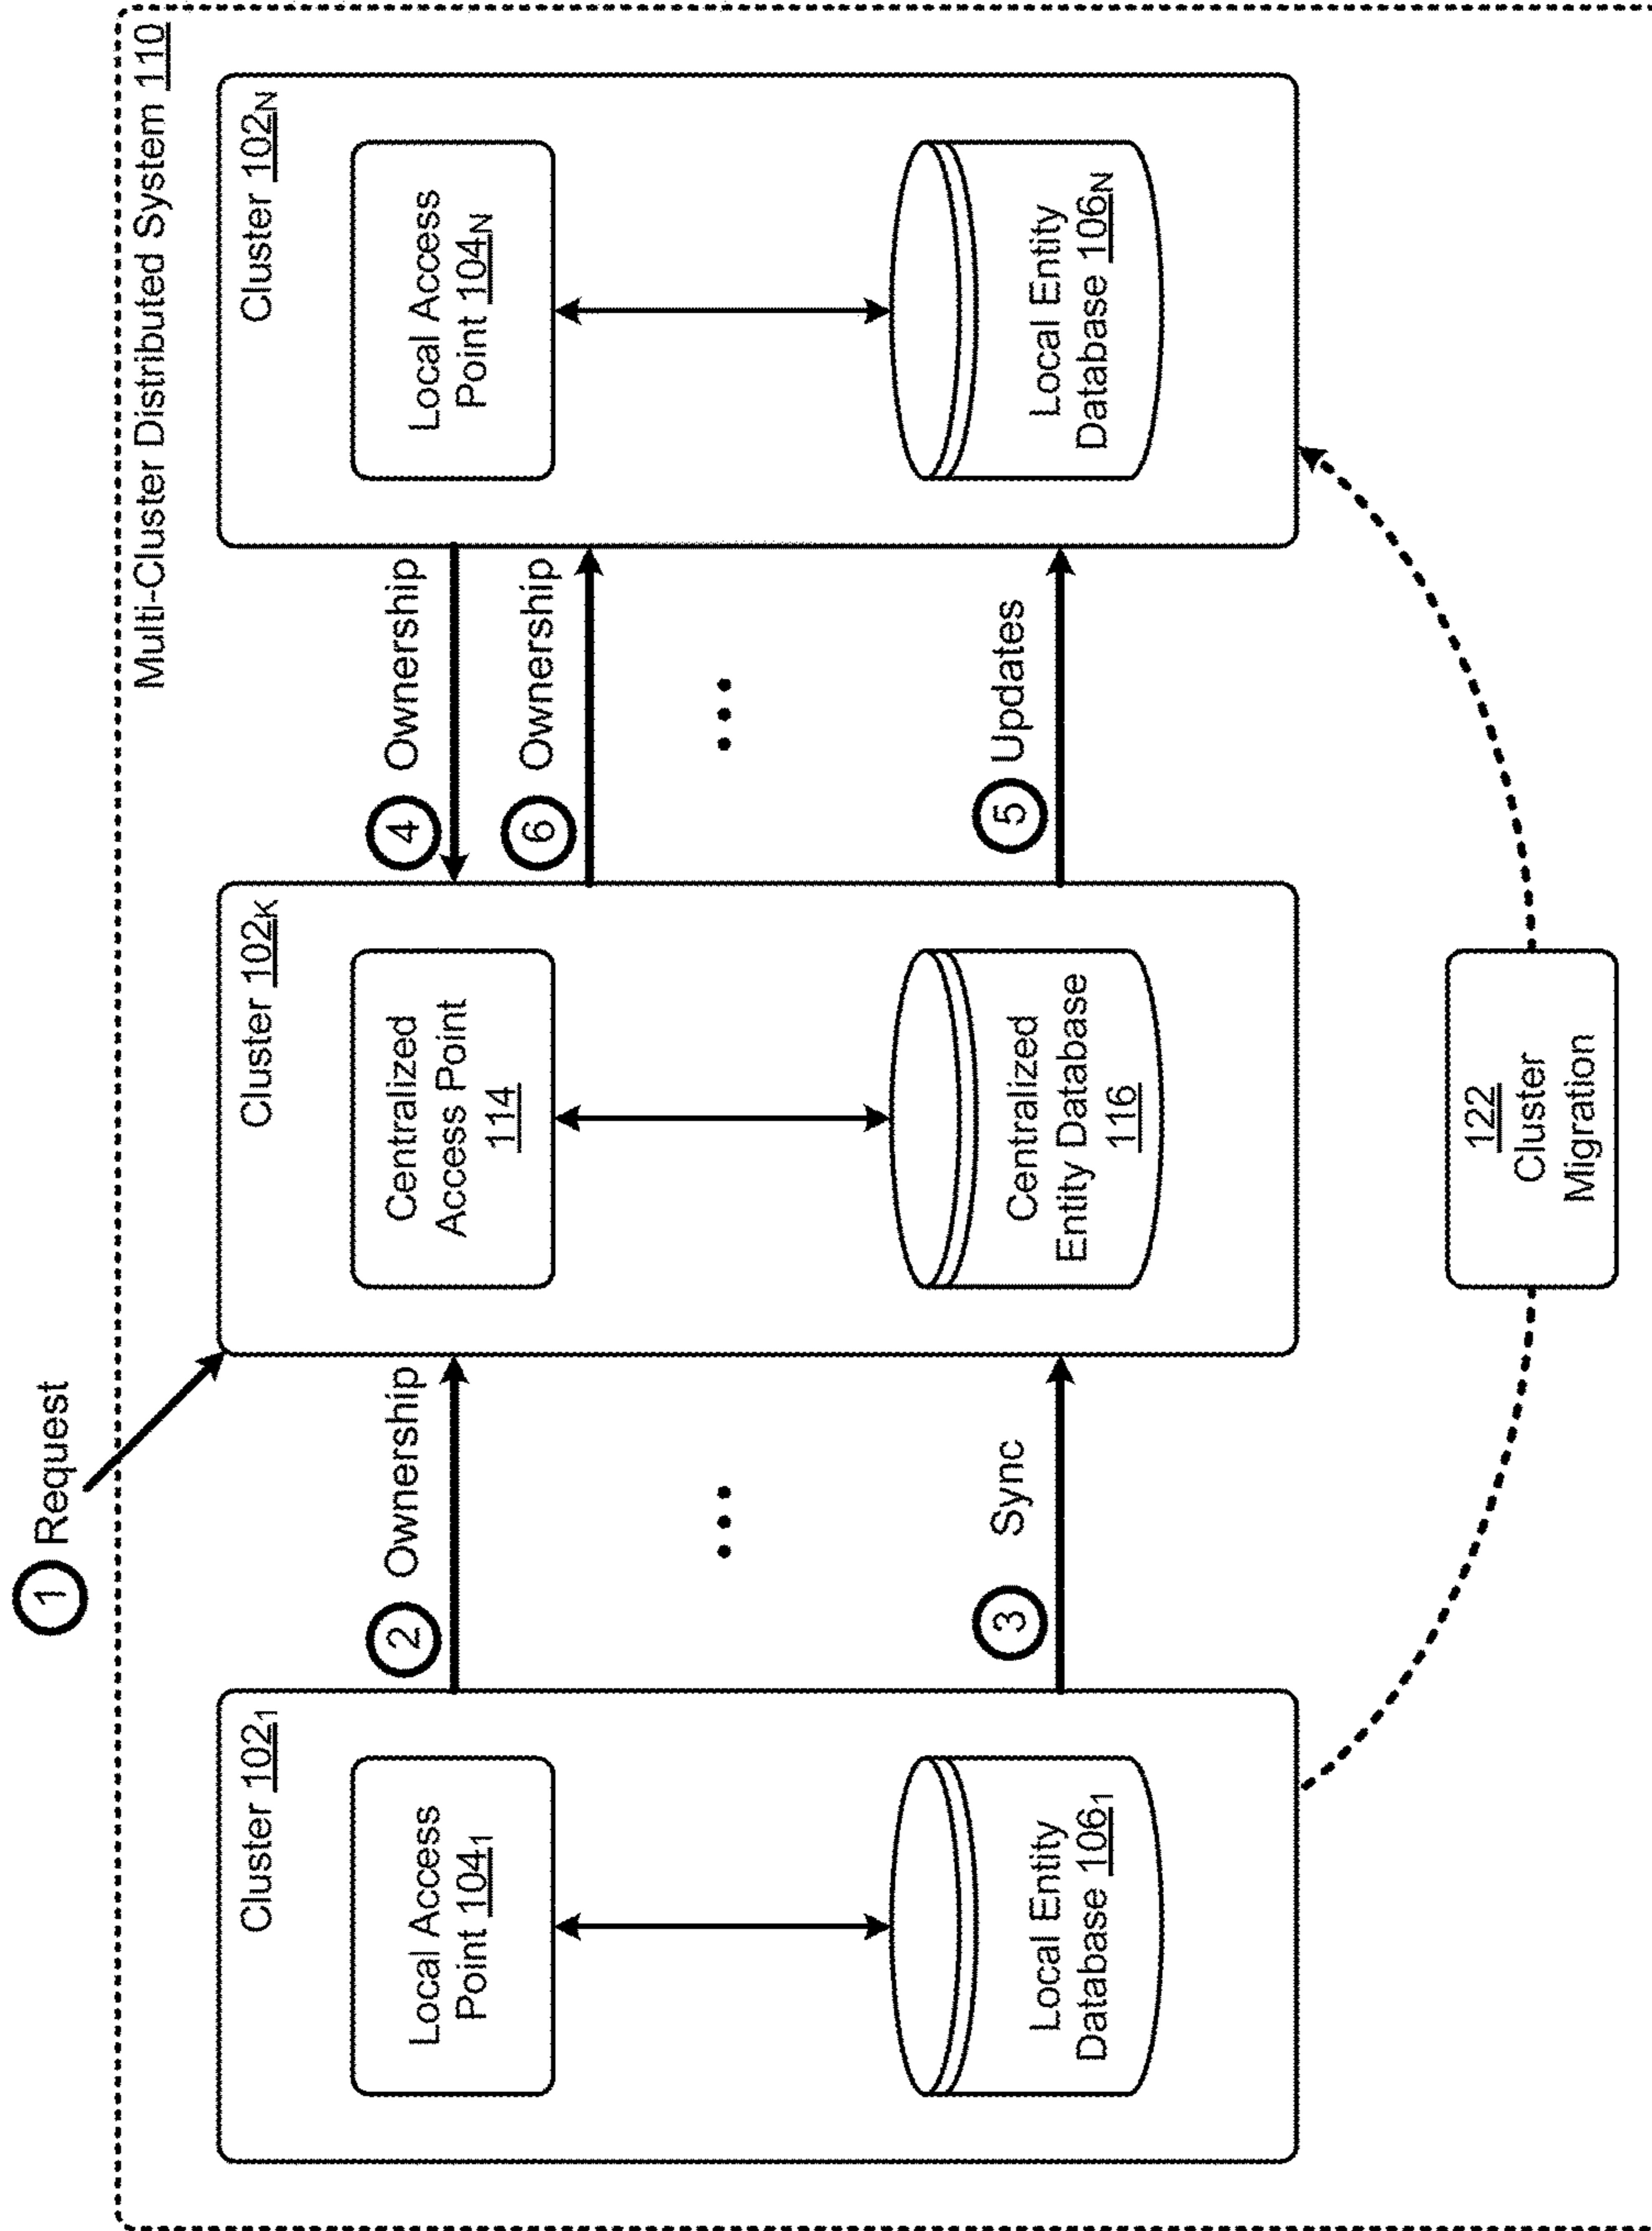 1 Request
Multi-Cluster Distributed System 110
Cluster 102₁
Local Access
Point 104₁
Local Entity
Database 106₁
2 Ownership
3 Sync
Cluster 102K
Centralized
Access Point
114
Centralized
Entity Database
116
4 Ownership
6 Ownership
5 Updates
Cluster 102N
Local Access
Point 104N
Local Entity
Database 106N
122
Cluster
Migration